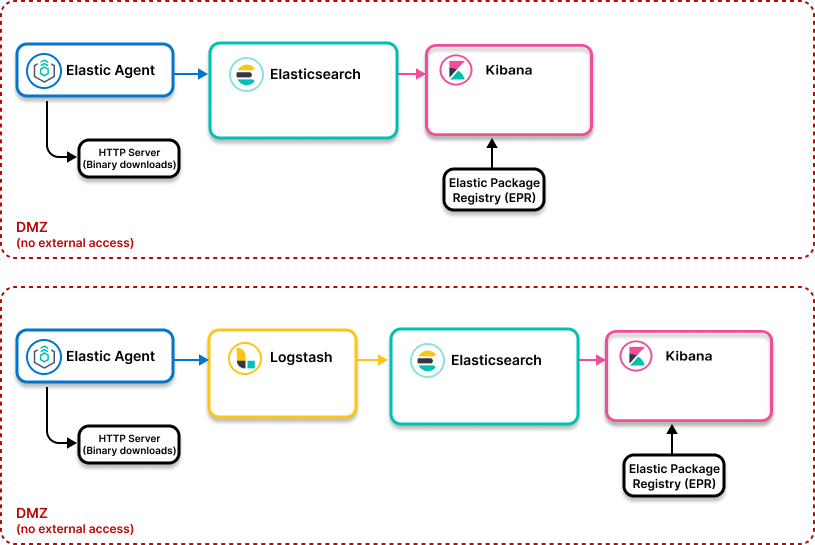 Elastic Agent
Elasticsearch
Kibana
HTTP Server
(Binary downloads)
Elastic Package
Registry (EPR)
DMZ
(no external access)
Elastic Agent
Logstash
Elasticsearch
Kibana
HTTP Server
(Binary downloads)
Elastic Package
Registry (EPR)
DMZ
(no external access)